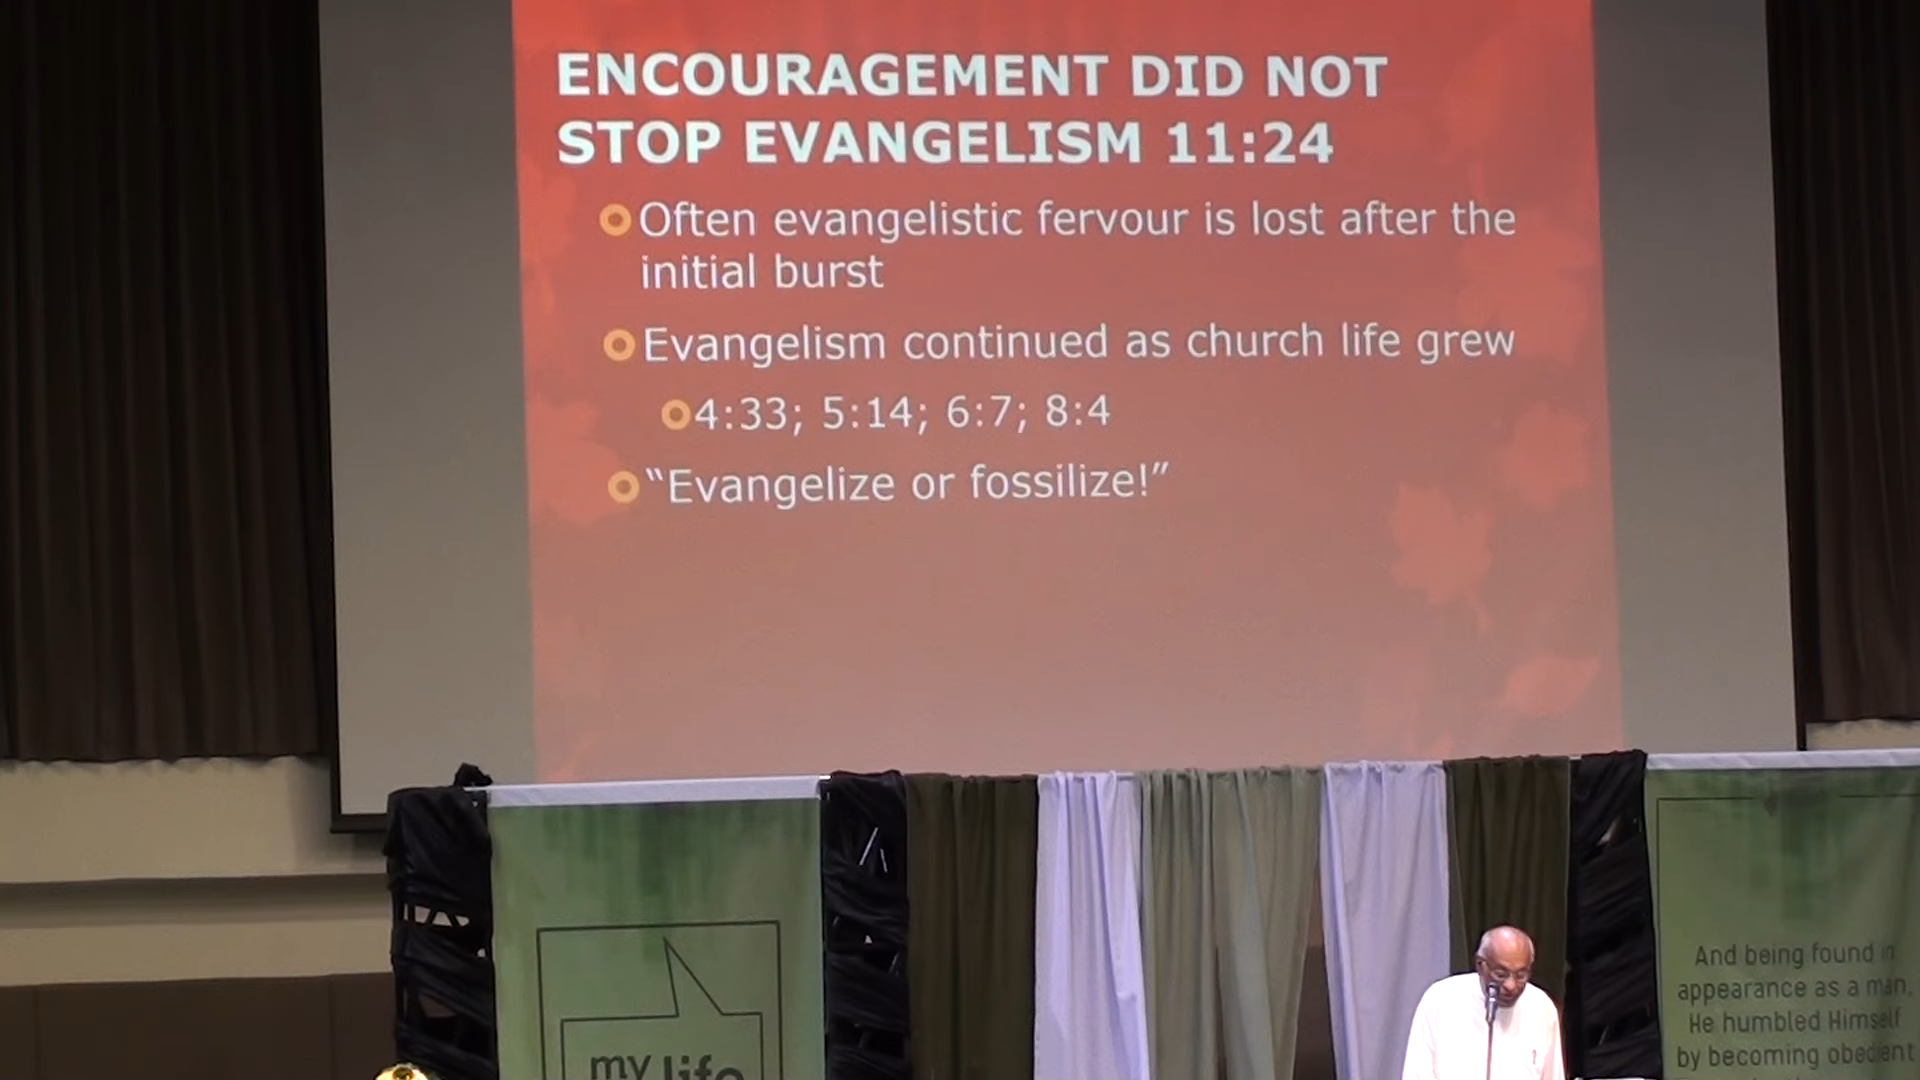 ENCOURAGEMENT DID NOT
STOP EVANGELISM 11:24
Often evangelistic fervour is lost after the
initial burst
Evangelism continued as church life grew
4:33; 5:14; 6:7; 8:4
“Evangelize or fossilize!”
my life
And being found in
appearance as a man,
He humbled Himself
by becoming obedient